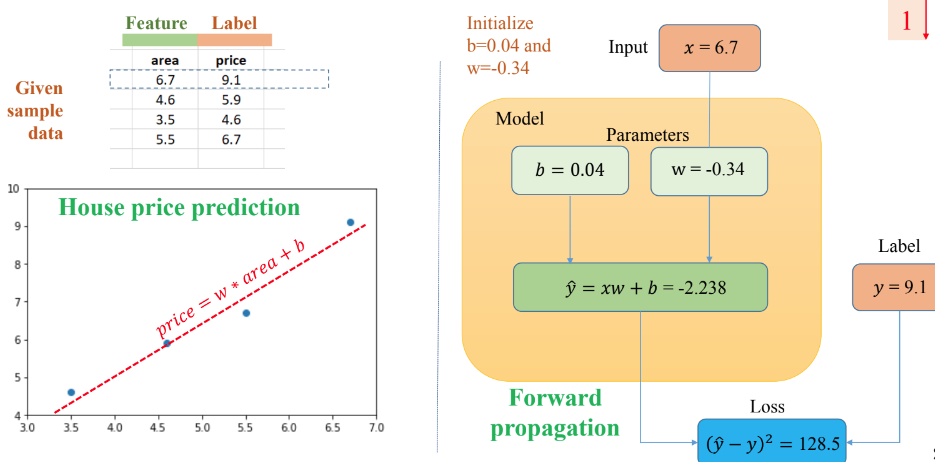 Feature Label
area price
6.7 9.1
4.6 5.9
3.5 4.6
5.5 6.7
Given
sample
data
House price prediction
price = w * area + b
10
9
8
7
6
5
4
3.0 3.5 4.0 4.5 5.0 5.5 6.0 6.5 7.0
Initialize
b=0.04 and
w=-0.34
Input
x = 6.7
1
Model
Parameters
b = 0.04
w = -0.34
ŷ = xw + b = -2.238
Label
y = 9.1
Forward
propagation
Loss
(ŷ − y)² = 128.5